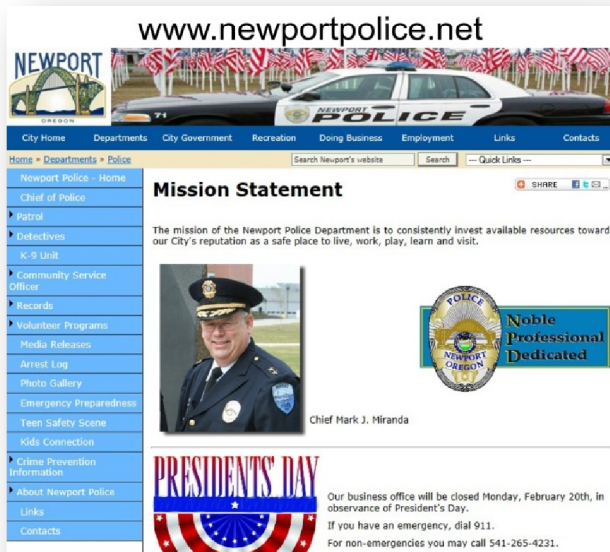 www.newportpolice.net
NEWPORT
OREGON
71
NEWPORT
POLICE
City Home Departments City Government Recreation Doing Business Employment Links Contacts
Home » Departments » Police
Search Newport's website Search --- Quick Links ---
Newport Police - Home
Chief of Police
Patrol
Detectives
K-9 Unit
Community Service
Officer
Records
Volunteer Programs
Media Releases
Arrest Log
Photo Gallery
Emergency Preparedness
Teen Safety Scene
Kids Connection
Crime Prevention
Information
About Newport Police
Links
Contacts
Mission Statement
SHARE
The mission of the Newport Police Department is to consistently invest available resources toward
our City's reputation as a safe place to live, work, play, learn and visit.
POLICE
NEWPORT
OREGON
Noble
Professional
Dedicated
Chief Mark J. Miranda
PRESIDENTS' DAY
Our business office will be closed Monday, February 20th, in
observance of President's Day.
If you have an emergency, dial 911.
For non-emergencies you may call 541-265-4231.